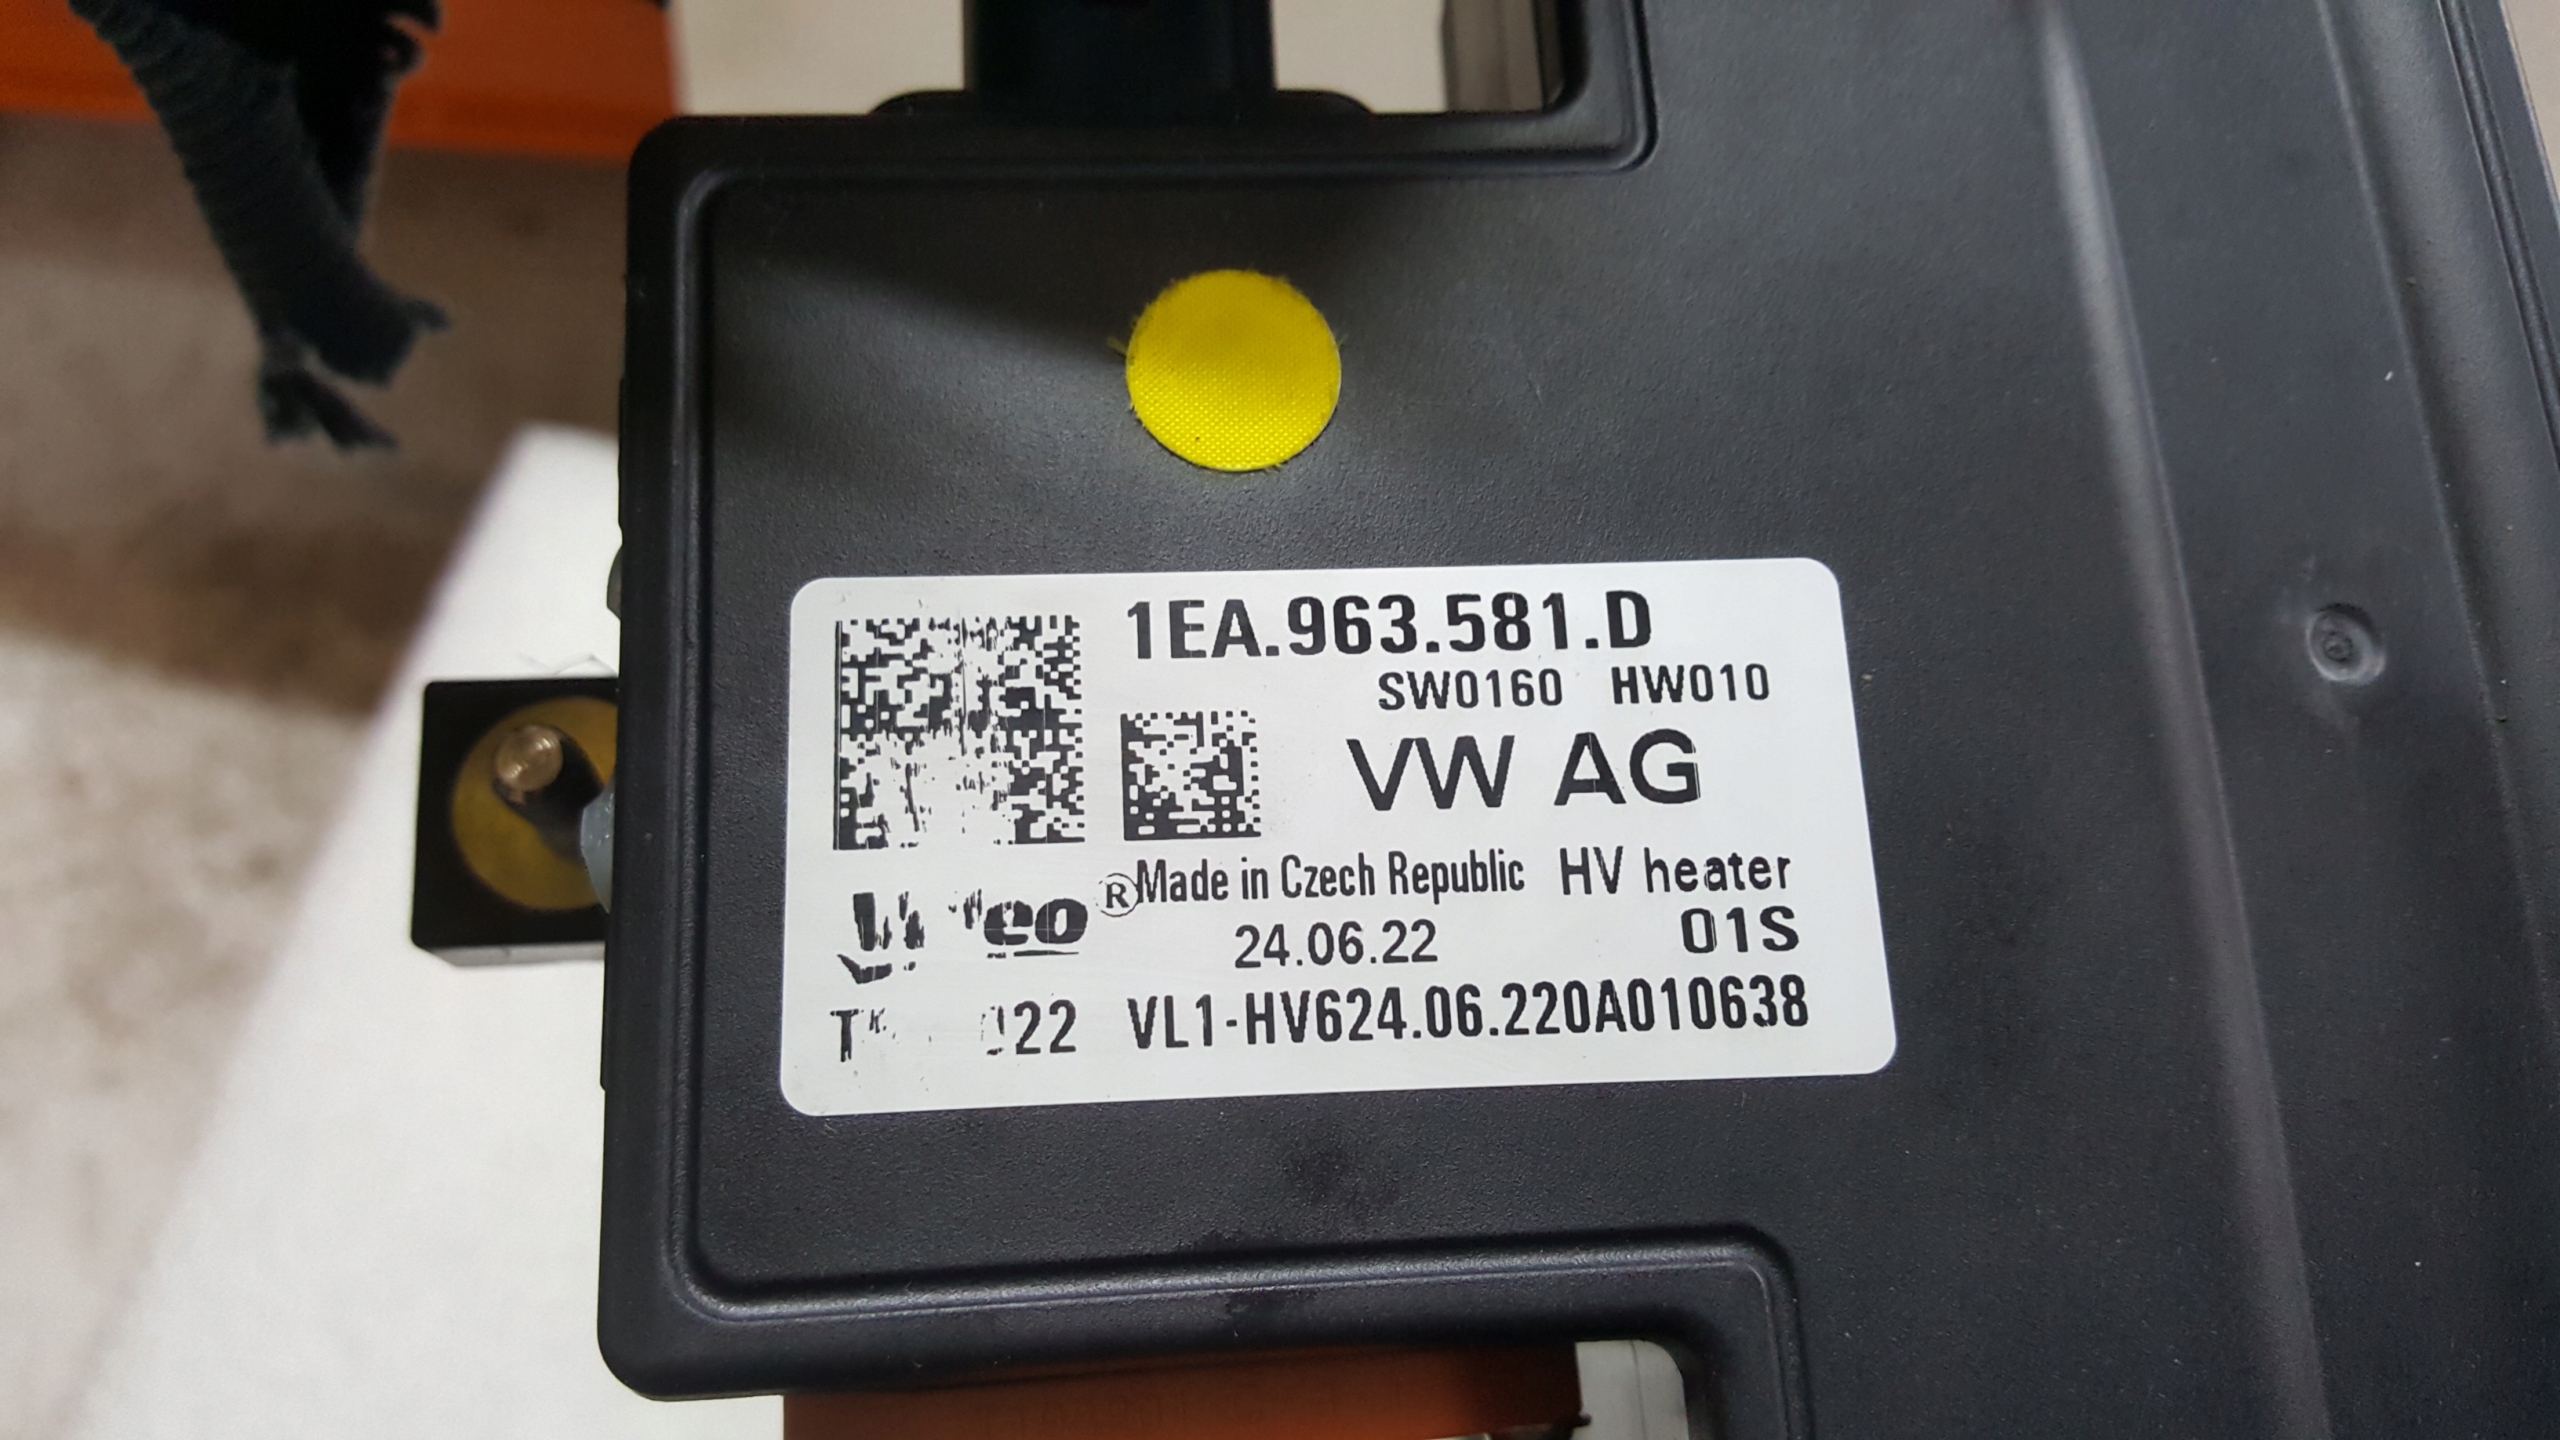 1EA.963.581.D
SW0160 HW010
VW AG
® Made in Czech Republic HV heater
24.06.22 01S
VL1-HV624.06.220A010638